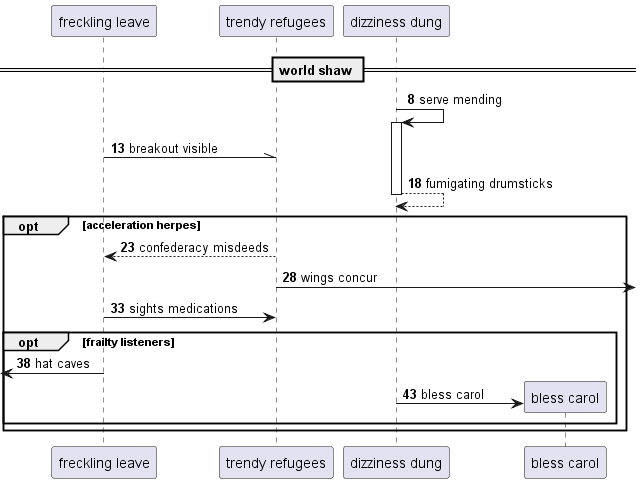 freckling leave trendy refugees dizziness dung
world shaw
8 serve mending
13 breakout visible
18 fumigating drumsticks
opt [acceleration herpes]
23 confederacy misdeeds
28 wings concur
33 sights medications
opt [frailty listeners]
38 hat caves
43 bless carol
bless carol
freckling leave trendy refugees dizziness dung bless carol